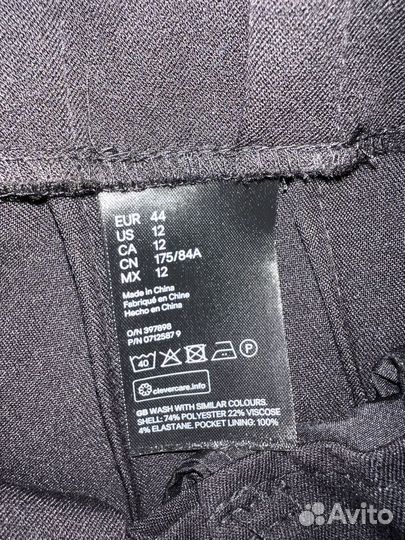 EUR 44
US 12
CA 12
CN 175/84A
MX 12
Made in China
Fabriqué en Chine
Hecho en China
O/N 397898
P/N 0712587 9
40 P
clevercare.info
GB WASH WITH SIMILAR COLOURS.
SHELL: 74% POLYESTER 22% VISCOSE
4% ELASTANE. POCKET LINING: 100%
Avito